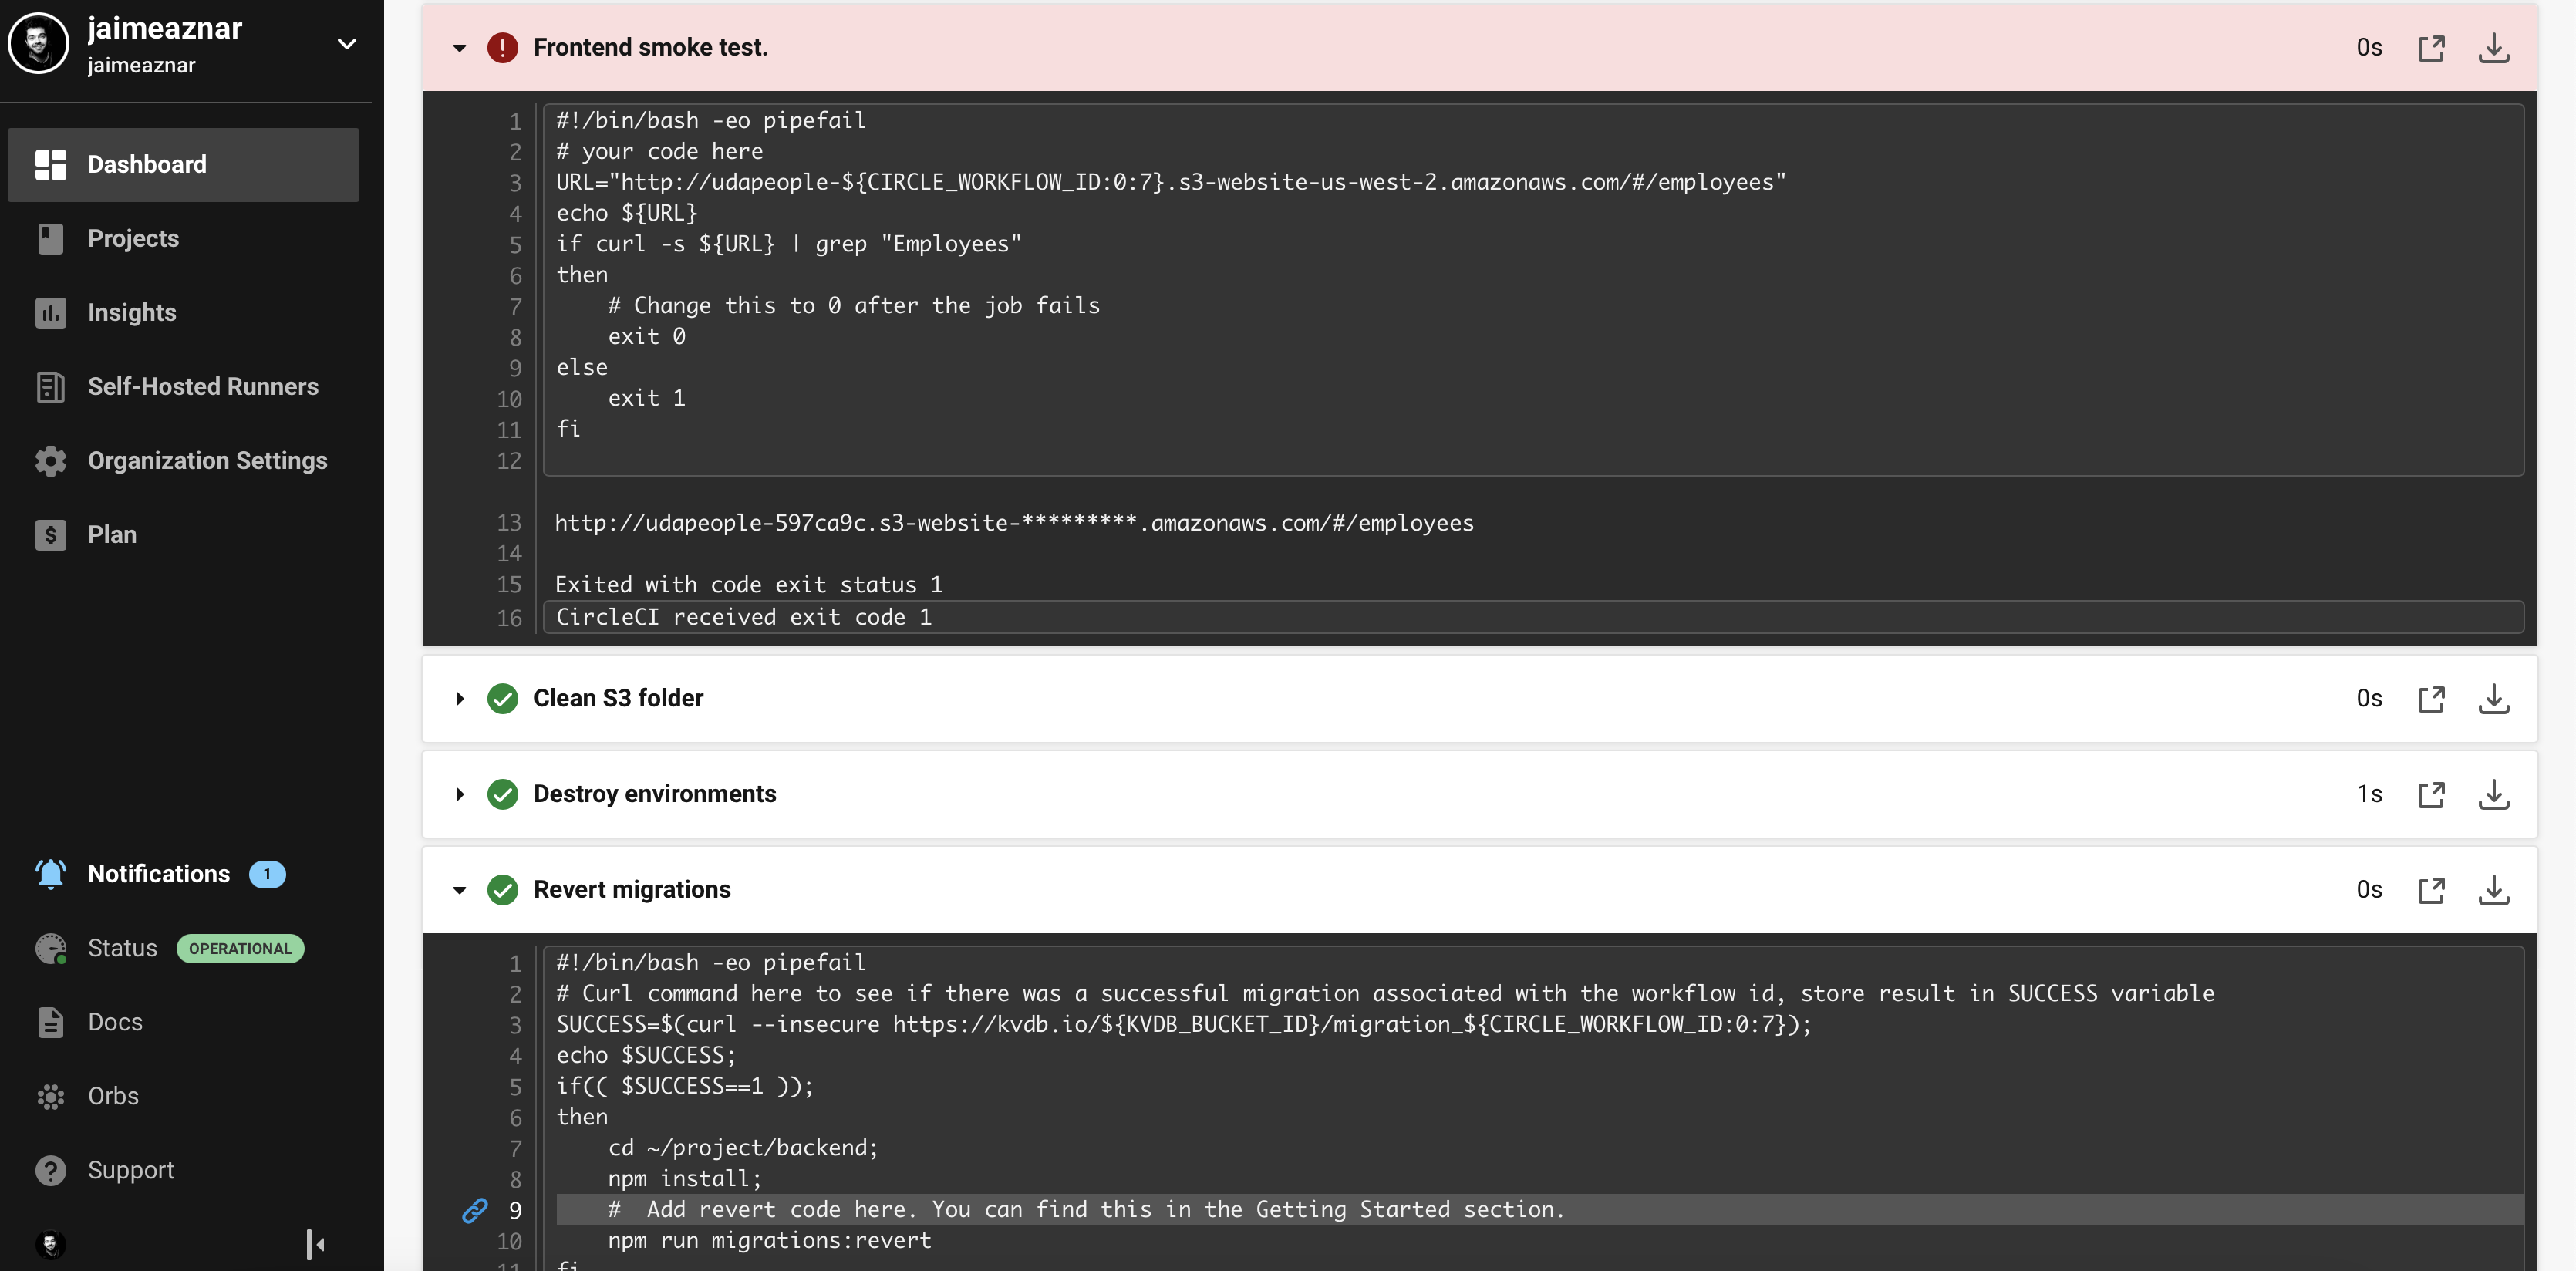 jaimeaznar
jaimeaznar
Dashboard
Projects
Insights
Self-Hosted Runners
Organization Settings
Plan
Notifications 1
Status OPERATIONAL
Docs
Orbs
Support
Frontend smoke test. 0s
1 #!/bin/bash -eo pipefail
2 # your code here
3 URL="http://udapeople-${CIRCLE_WORKFLOW_ID:0:7}.s3-website-us-west-2.amazonaws.com/#/employees"
4 echo ${URL}
5 if curl -s ${URL} | grep "Employees"
6 then
7 # Change this to 0 after the job fails
8 exit 0
9 else
10 exit 1
11 fi
12
13 http://udapeople-597ca9c.s3-website-*********.amazonaws.com/#/employees
14
15 Exited with code exit status 1
16 CircleCI received exit code 1
Clean S3 folder 0s
Destroy environments 1s
Revert migrations 0s
1 #!/bin/bash -eo pipefail
2 # Curl command here to see if there was a successful migration associated with the workflow id, store result in SUCCESS variable
3 SUCCESS=$(curl --insecure https://kvdb.io/${KVDB_BUCKET_ID}/migration_${CIRCLE_WORKFLOW_ID:0:7});
4 echo $SUCCESS;
5 if(( $SUCCESS==1 ));
6 then
7 cd ~/project/backend;
8 npm install;
9 # Add revert code here. You can find this in the Getting Started section.
10 npm run migrations:revert
11 fi